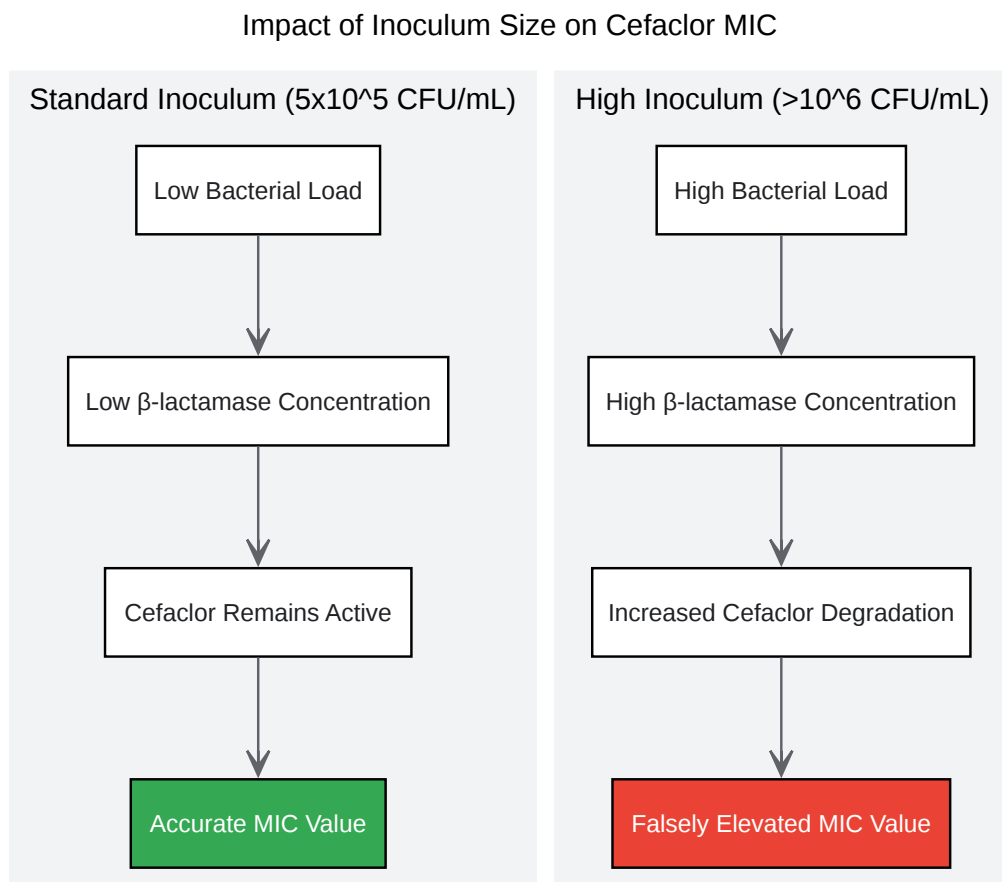 Impact of Inoculum Size on Cefaclor MIC
Standard Inoculum (5x10^5 CFU/mL)
Low Bacterial Load
Low β-lactamase Concentration
Cefaclor Remains Active
Accurate MIC Value
High Inoculum (>10^6 CFU/mL)
High Bacterial Load
High β-lactamase Concentration
Increased Cefaclor Degradation
Falsely Elevated MIC Value